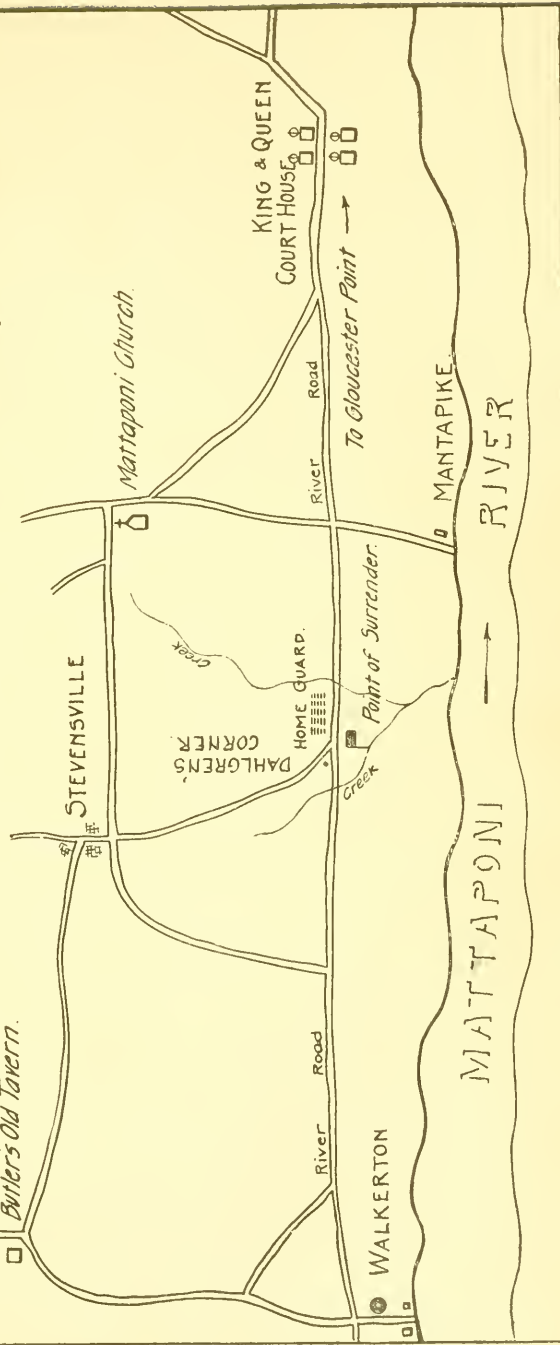 Butler's Old Tavern.
STEVENSVILLE
Mattaponi Church.
KING & QUEEN
COURT HOUSE
Creek
DAHLGREN'S
CORNER
HOME GUARD.
Creek
Point of Surrender.
River Road
River Road
To Gloucester Point
WALKERTON
MANTAPIKE
MATTAPONI RIVER